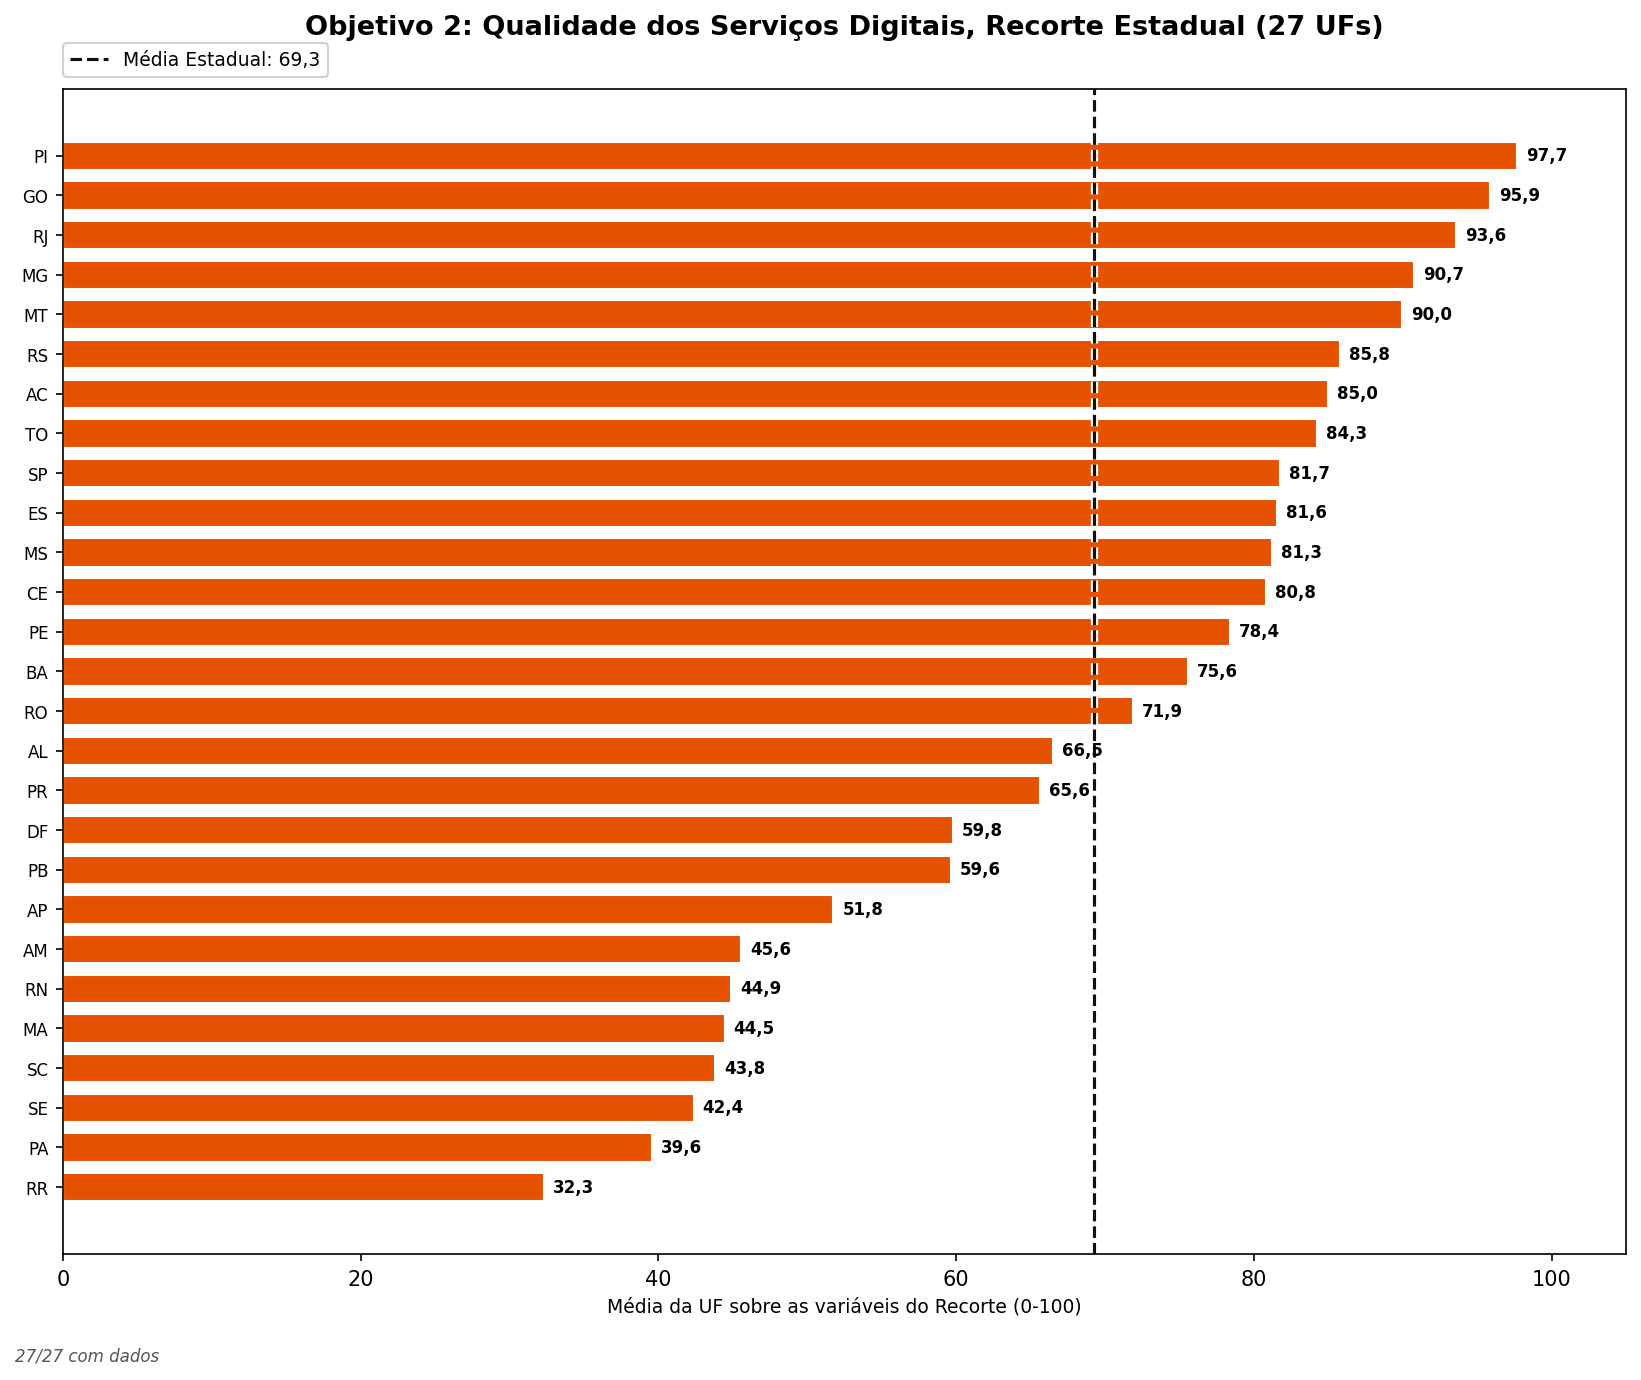 Objetivo 2: Qualidade dos Serviços Digitais, Recorte Estadual (27 UFs)
Média Estadual: 69,3
PI 97,7
GO 95,9
RJ 93,6
MG 90,7
MT 90,0
RS 85,8
AC 85,0
TO 84,3
SP 81,7
ES 81,6
MS 81,3
CE 80,8
PE 78,4
BA 75,6
RO 71,9
AL 66,5
PR 65,6
DF 59,8
PB 59,6
AP 51,8
AM 45,6
RN 44,9
MA 44,5
SC 43,8
SE 42,4
PA 39,6
RR 32,3
0 20 40 60 80 100
Média da UF sobre as variáveis do Recorte (0-100)
27/27 com dados